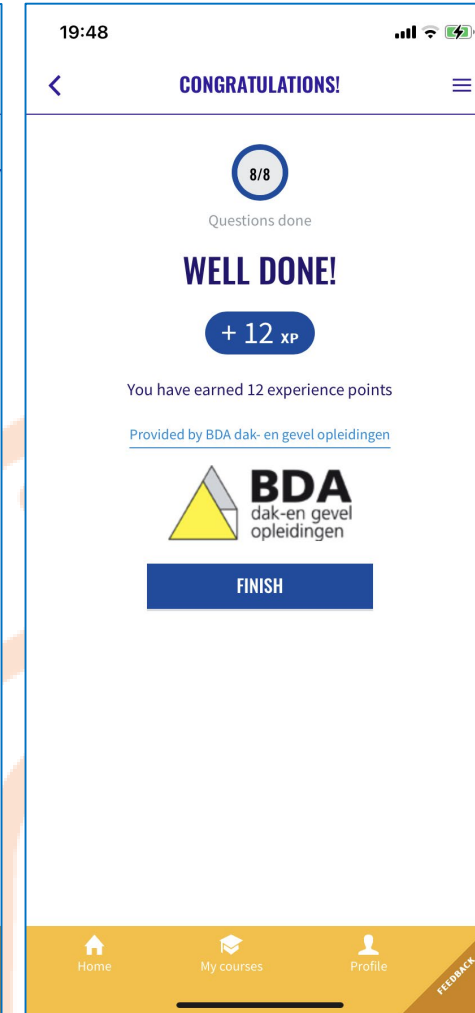 19:48
CONGRATULATIONS!
8/8
Questions done
WELL DONE!
+ 12 XP
You have earned 12 experience points
Provided by BDA dak- en gevel opleidingen
BDA
dak-en gevel
opleidingen
FINISH
Home
My courses
Profile
FEEDBACK